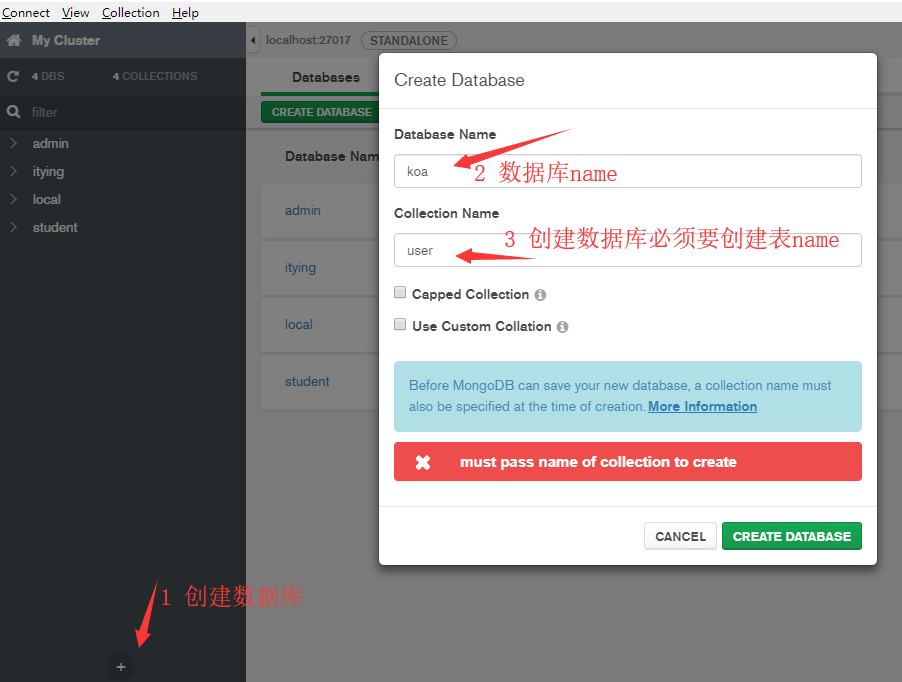 Connect View Collection Help
My Cluster
localhost:27017 STANDALONE
4 DBS 4 COLLECTIONS
Databases
filter
CREATE DATABASE
admin
itying
local
student
Database Nam
admin
itying
local
student
Create Database
Database Name
koa
2 数据库name
Collection Name
3 创建数据库必须要创建表name
user
Capped Collection
Use Custom Collation
Before MongoDB can save your new database, a collection name must
also be specified at the time of creation. More Information
must pass name of collection to create
CANCEL CREATE DATABASE
1 创建数据库